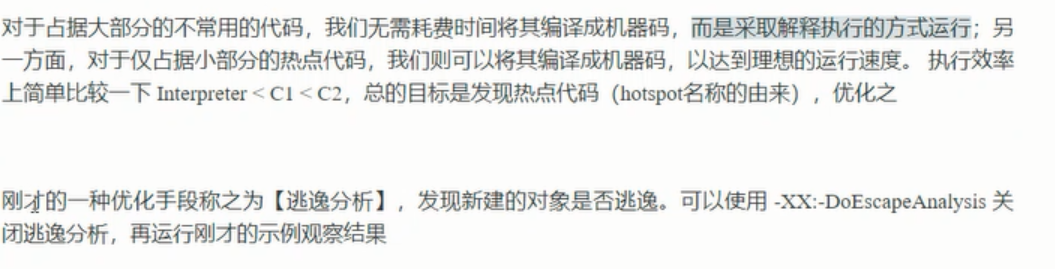 对于占据大部分的不常用的代码，我们无需耗费时间将其编译成机器码，而是采取解释执行的方式运行；另
一方面，对于仅占据小部分的热点代码，我们则可以将其编译成机器码，以达到理想的运行速度。 执行效率
上简单比较一下 Interpreter < C1 < C2，总的目标是发现热点代码（hotspot名称的由来），优化之
刚才的一种优化手段称之为【逃逸分析】，发现新建的对象是否逃逸。可以使用 -XX:-DoEscapeAnalysis 关
闭逃逸分析，再运行刚才的示例观察结果